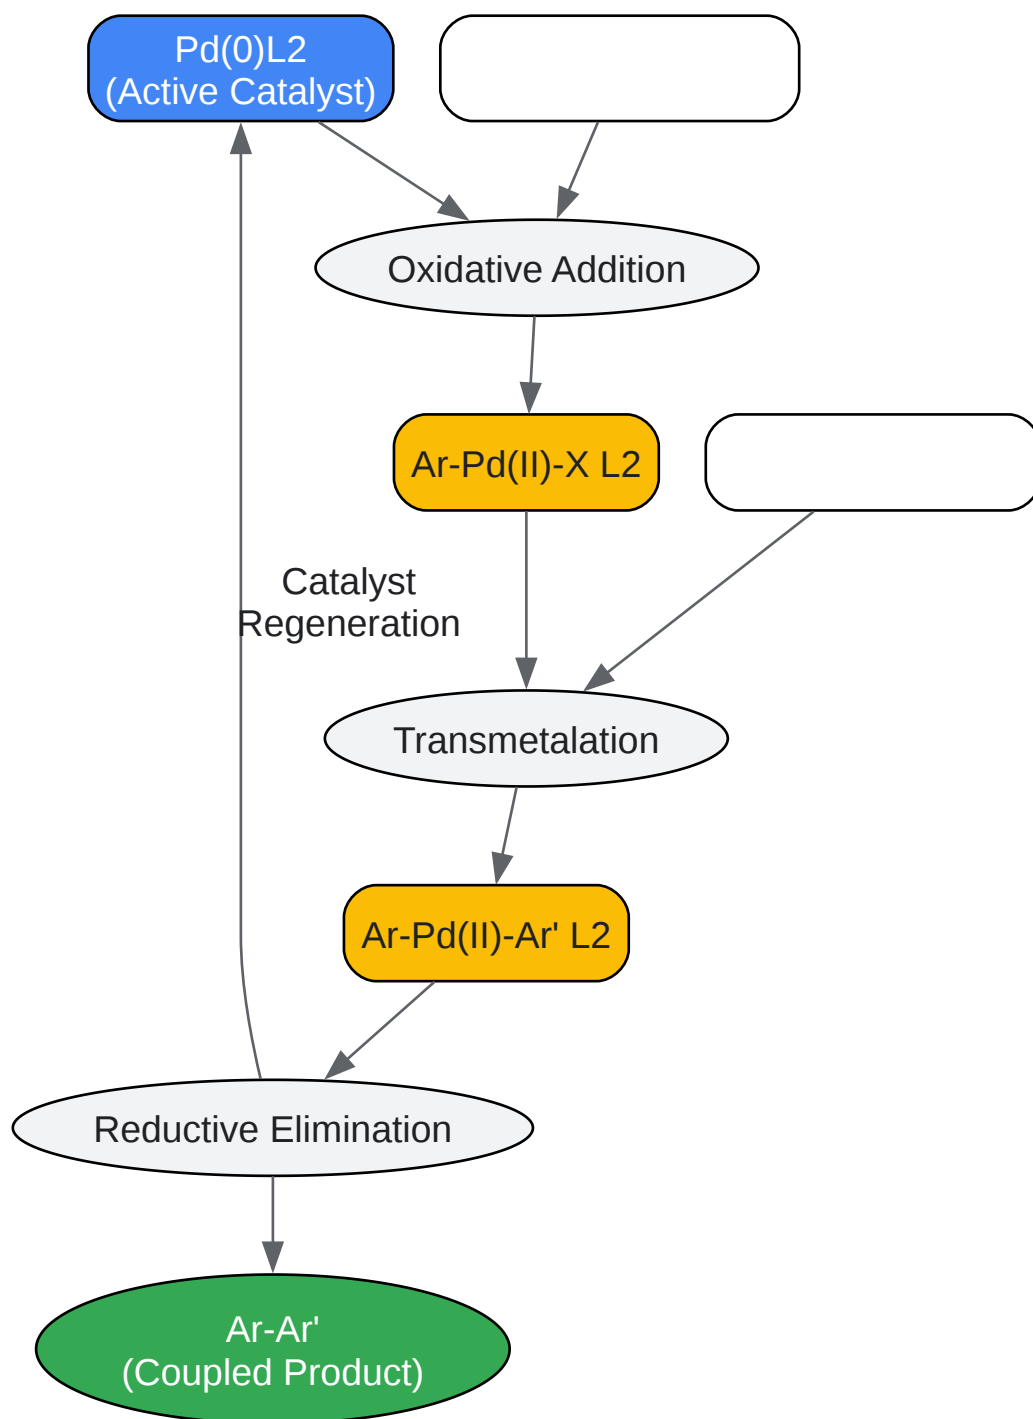 Pd(0)L2
(Active Catalyst)
Oxidative Addition
Ar-Pd(II)-X L2
Catalyst
Regeneration
Transmetalation
Ar-Pd(II)-Ar' L2
Reductive Elimination
Ar-Ar'
(Coupled Product)